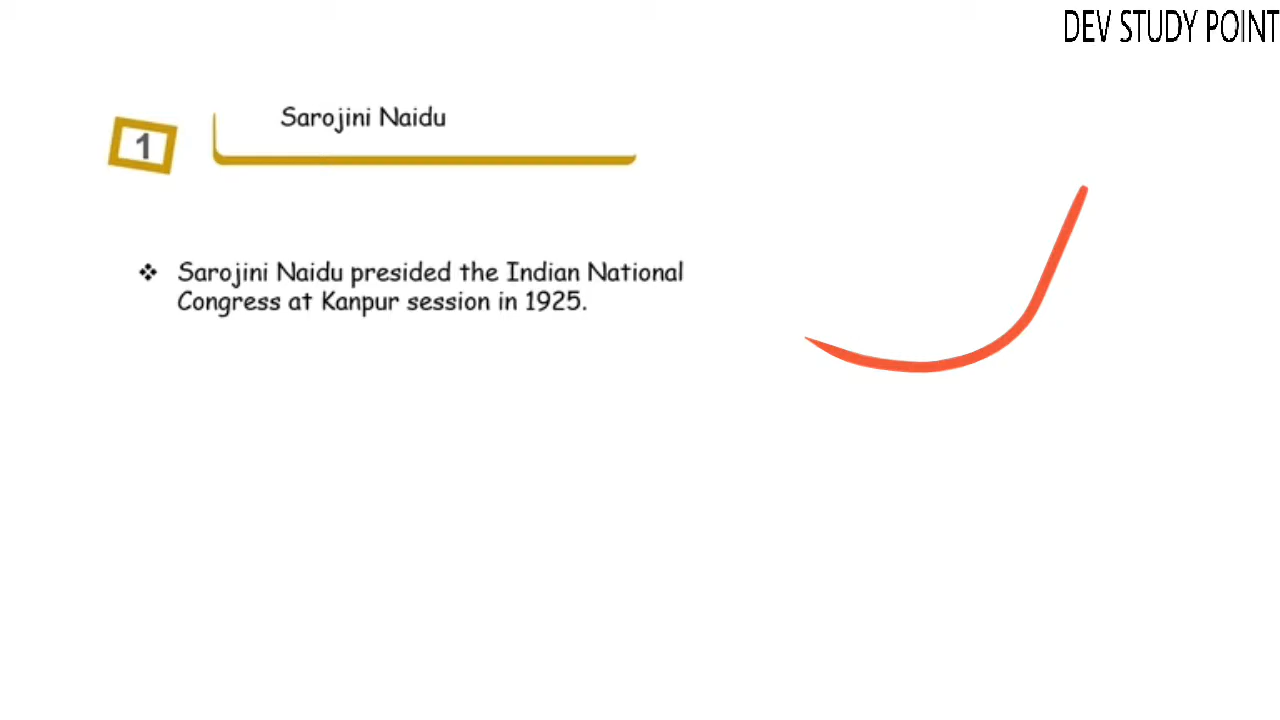 DEV STUDY POINT
1
Sarojini Naidu
❖ Sarojini Naidu presided the Indian National
Congress at Kanpur session in 1925.